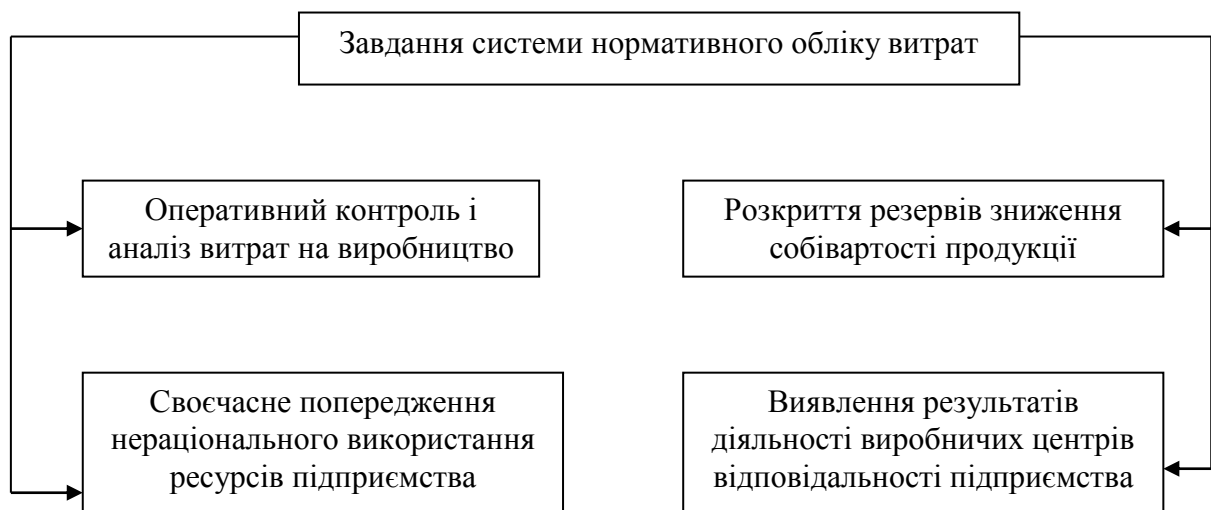 Завдання системи нормативного обліку витрат
Оперативний контроль і
аналіз витрат на виробництво
Розкриття резервів зниження
собівартості продукції
Своєчасне попередження
нераціонального використання
ресурсів підприємства
Виявлення результатів
діяльності виробничих центрів
відповідальності підприємства